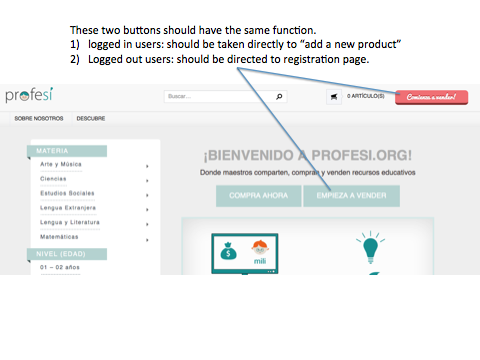 These two buttons should have the same function.
1) logged in users: should be taken directly to “add a new product”
2) Logged out users: should be directed to registration page.
profesí
Buscar ...
0 ARTÍCULO(S)
Comienza a vender!
SOBRE NOSOTROS DESCUBRE
MATERIA
Arte y Música
Ciencias
Estudios Sociales
Lengua Extranjera
Lengua y Literatura
Matemáticas
NIVEL (EDAD)
01 – 02 años
¡BIENVENIDO A PROFESI.ORG!
Donde maestros comparten, compran y venden recursos educativos
COMPRA AHORA EMPIEZA A VENDER
$ mili